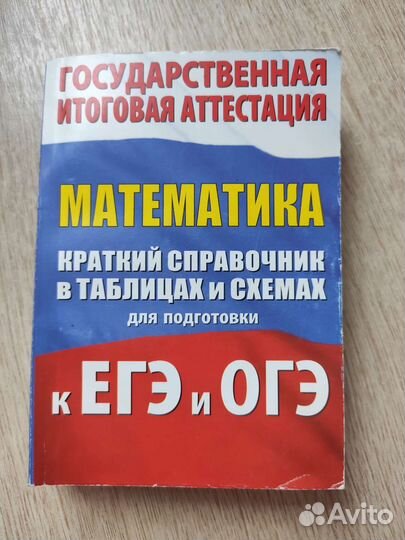 ГОСУДАРСТВЕННАЯ
ИТОГОВАЯ АТТЕСТАЦИЯ
МАТЕМАТИКА
КРАТКИЙ СПРАВОЧНИК
В ТАБЛИЦАХ И СХЕМАХ
для подготовки
к ЕГЭ и ОГЭ
Avito